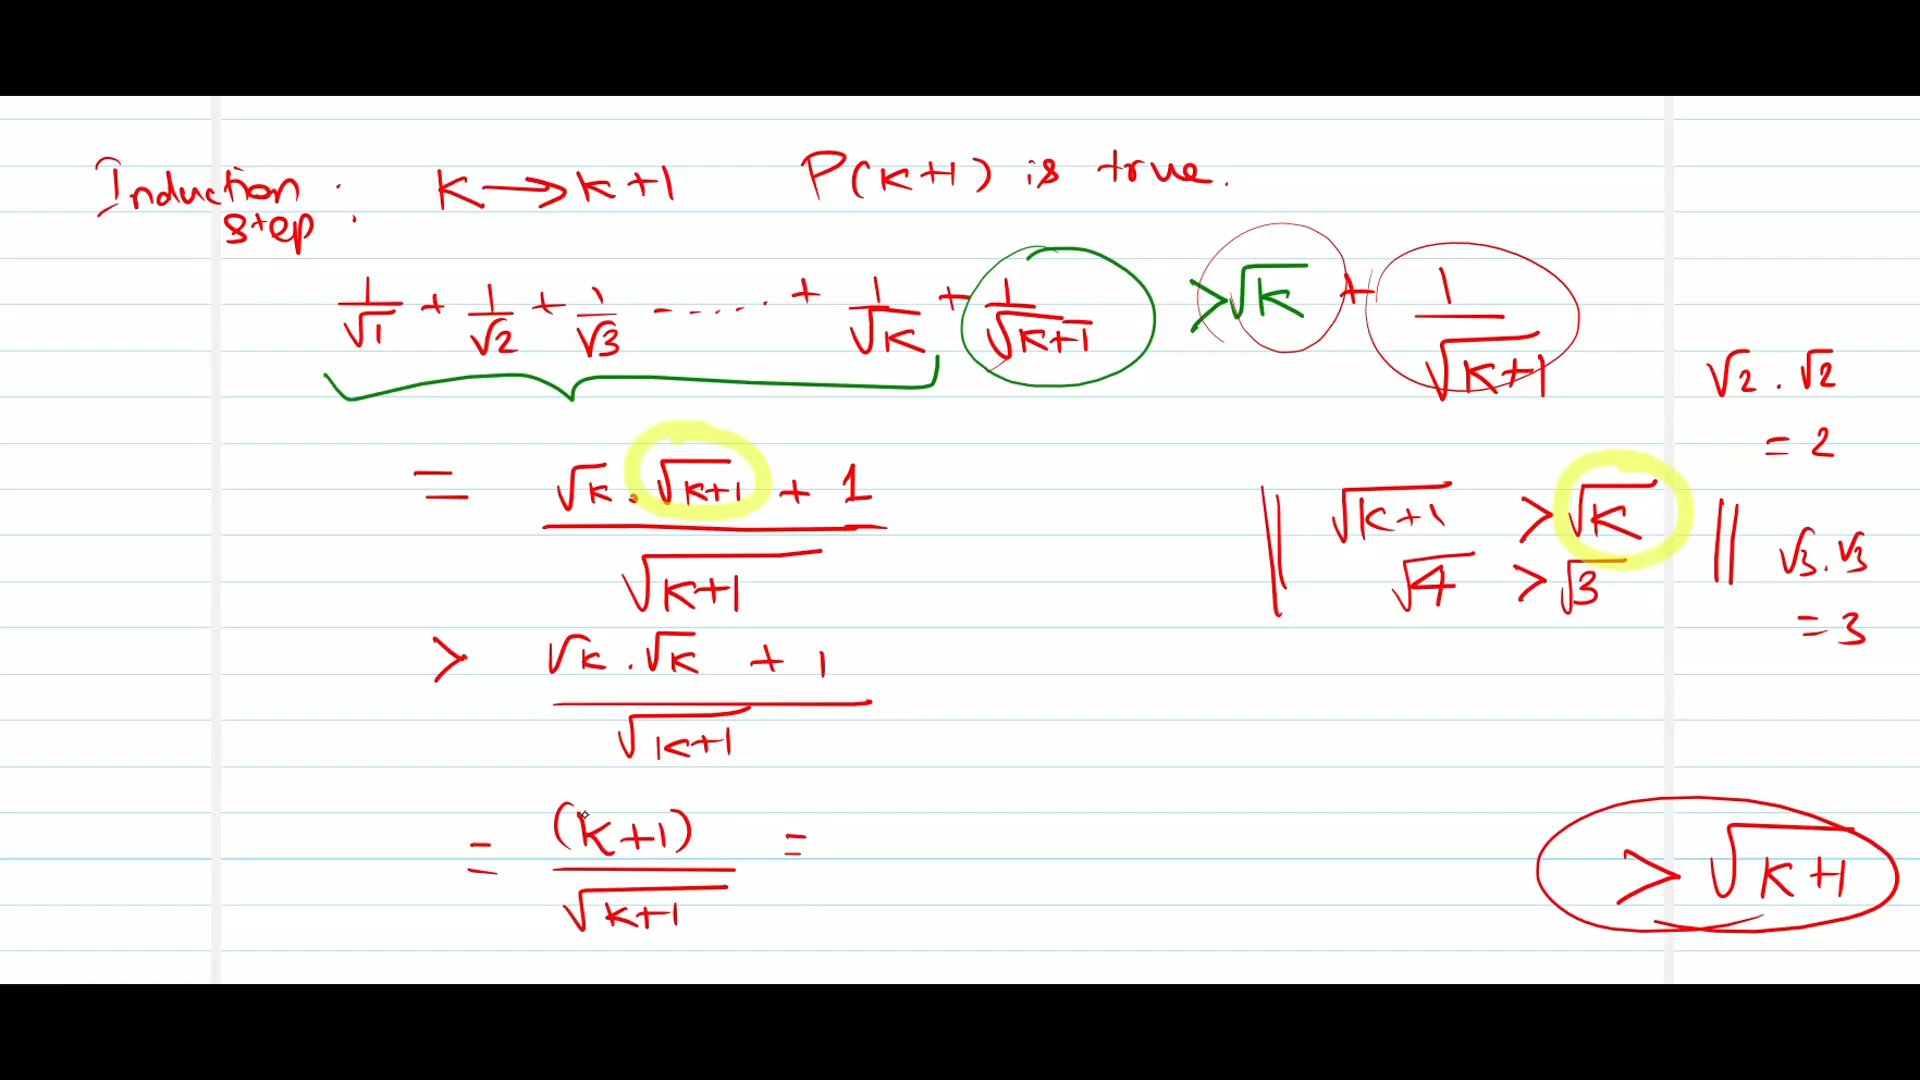 Induction step : K → K+1 P(K+1) is true.
1/√1 + 1/√2 + 1/√3 - ..... + 1/√K + 1/√K+1 > √K + 1/√K+1
= (√K . √K+1 + 1)/√K+1
> (√K . √K + 1)/√K+1
= (K+1)/√K+1 =
|| √K+1 > √K ||
√4 > √3
√2 . √2
= 2
√3 . √3
= 3
> √K+1